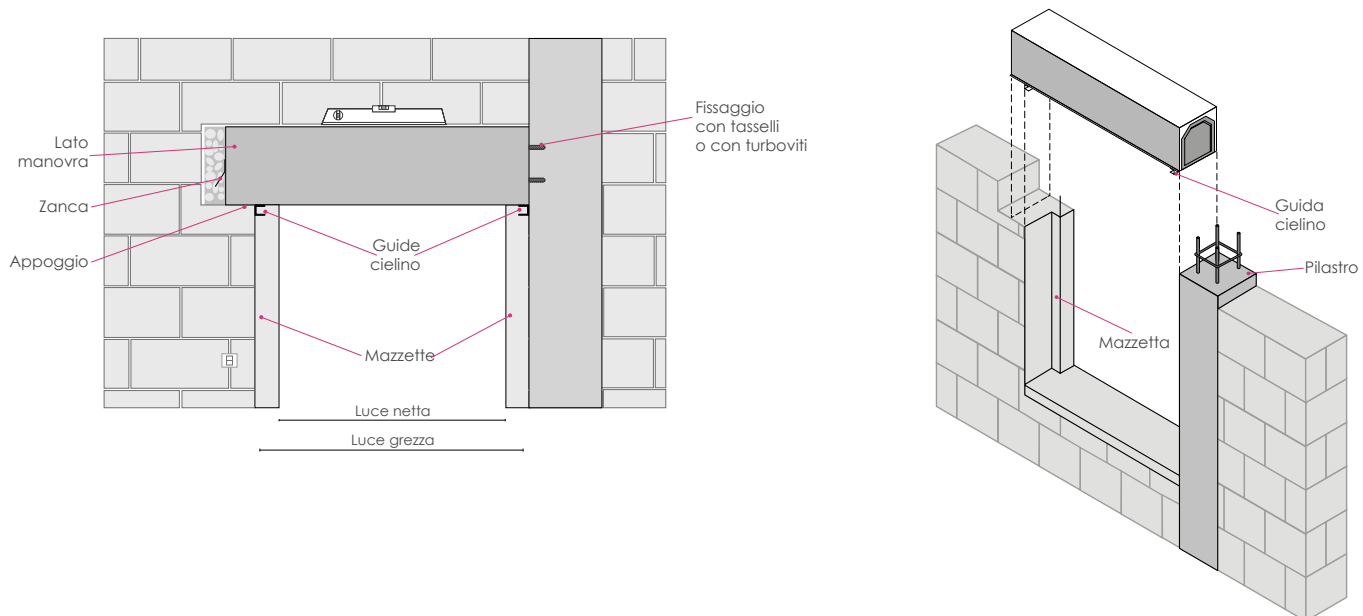 Lato
manovra
Zanca
Appoggio
Fissaggio
con tasselli
o con turboviti
Guide
cielino
Mazzette
Luce netta
Luce grezza
Guida
cielino
Pilastro
Mazzetta